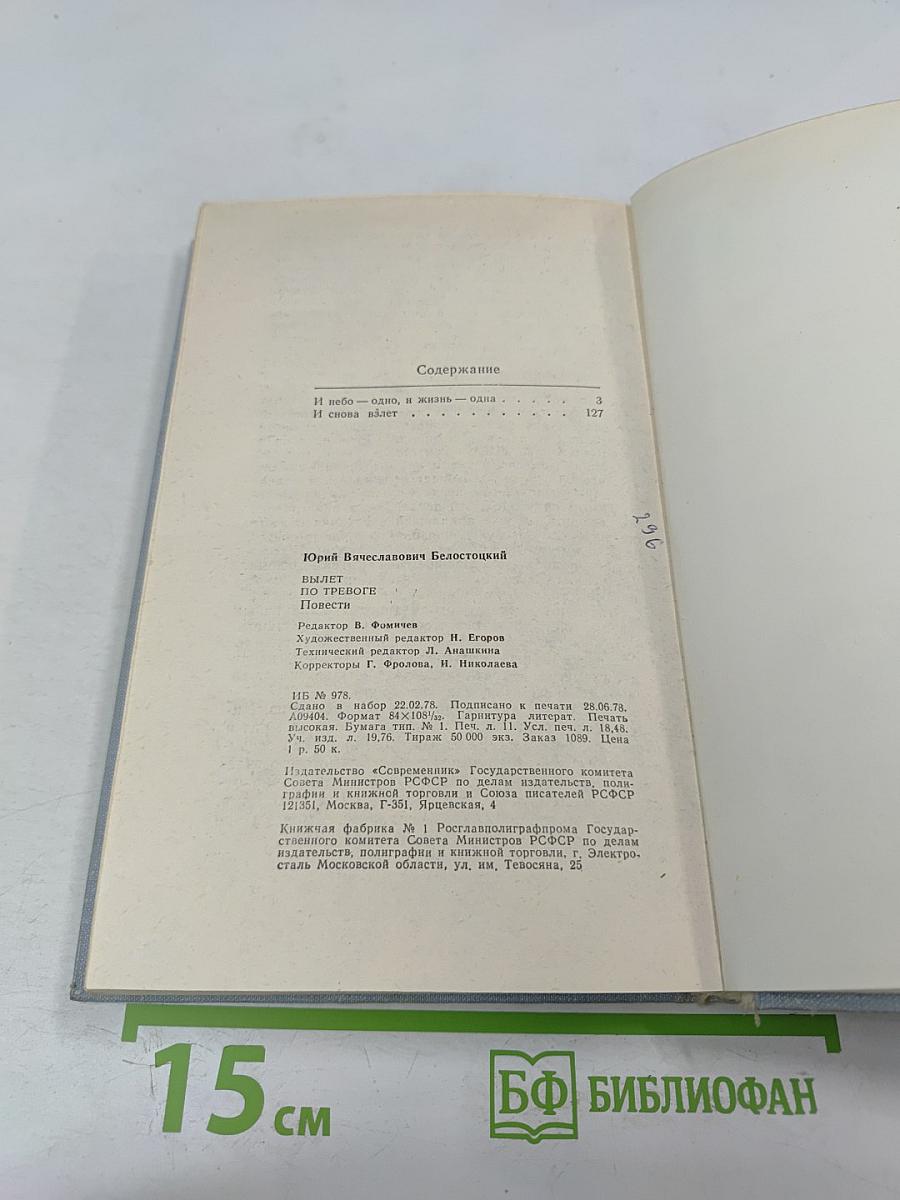 Содержание
И небо — одно, и жизнь — одна . . . . . 3
И снова взлет . . . . . . . . . . . 127
296
Юрий Вячеславович Белостоцкий
ВЫЛЕТ
ПО ТРЕВОГЕ
Повести
Редактор В. Фомичев
Художественный редактор Н. Егоров
Технический редактор Л. Анашкина
Корректоры Г. Фролова, И. Николаева
ИБ № 978.
Сдано в набор 22.02.78. Подписано к печати 28.06.78.
А09404. Формат 84×108¹/₃₂. Гарнитура литерат. Печать
высокая. Бумага тип. № 1. Печ. л. 11. Усл. печ. л. 18,48.
Уч. изд. л. 19,76. Тираж 50 000 экз. Заказ 1089. Цена
1 р. 50 к.
Издательство «Современник» Государственного комитета
Совета Министров РСФСР по делам издательств, поли-
графии и книжной торговли и Союза писателей РСФСР
121351, Москва, Г-351, Ярцевская, 4
Книжная фабрика № 1 Росглавполиграфпрома Государ-
ственного комитета Совета Министров РСФСР по делам
издательств, полиграфии и книжной торговли, г. Электро-
сталь Московской области, ул. им. Тевосяна, 25
15 см
БФ БИБЛИОФАН